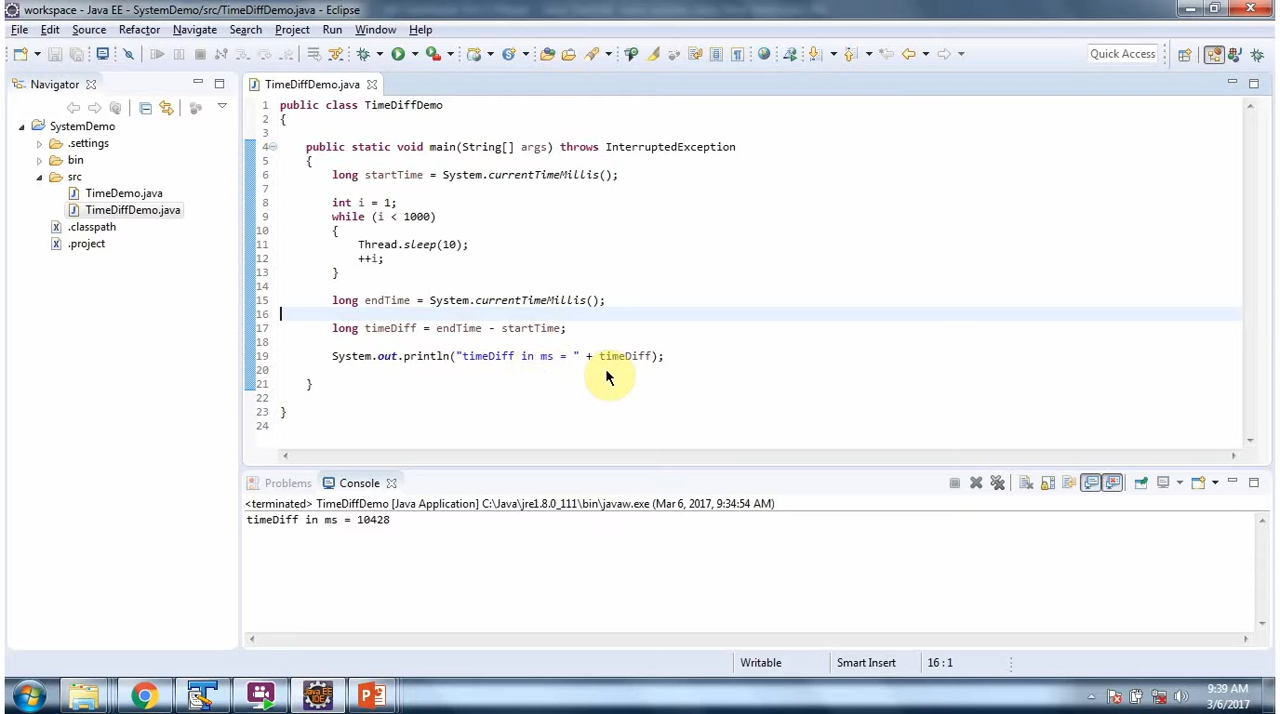 workspace - Java EE - SystemDemo/src/TimeDiffDemo.java - Eclipse
File Edit Source Refactor Navigate Search Project Run Window Help
Quick Access
Navigator
TimeDiffDemo.java
SystemDemo
.settings
bin
src
TimeDemo.java
TimeDiffDemo.java
.classpath
.project
1 public class TimeDiffDemo
2 {
3
4 public static void main(String[] args) throws InterruptedException
5 {
6 long startTime = System.currentTimeMillis();
7
8 int i = 1;
9 while (i < 1000)
10 {
11 Thread.sleep(10);
12 ++i;
13 }
14
15 long endTime = System.currentTimeMillis();
16
17 long timeDiff = endTime - startTime;
18
19 System.out.println("timeDiff in ms = " + timeDiff);
20
21 }
22
23 }
24
Problems Console
<terminated> TimeDiffDemo [Java Application] C:\Java\jre1.8.0_111\bin\javaw.exe (Mar 6, 2017, 9:34:54 AM)
timeDiff in ms = 10428
Writable Smart Insert 16 : 1
Java EE
IDE
9:39 AM
3/6/2017